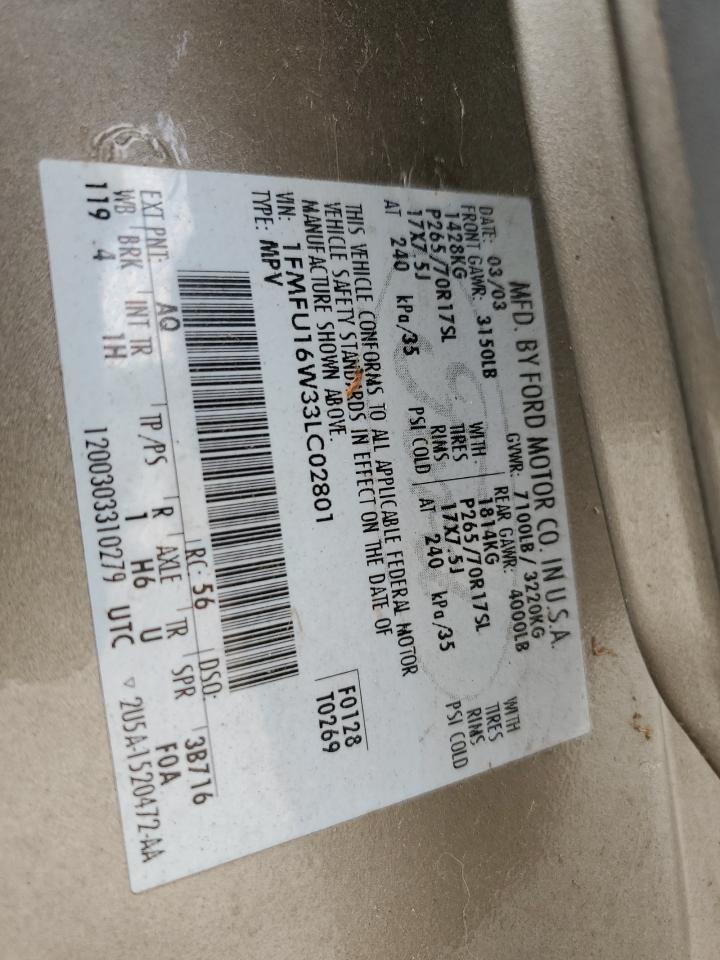 MFD. BY FORD MOTOR CO. IN U.S.A.
DATE: 03/03 GVWR: 7100LB/ 3220KG
FRONT GAWR: 3150LB REAR GAWR: 4000LB
1428KG WITH 1814KG WITH
P265/70R17SL TIRES P265/70R17SL TIRES
17X7.5J RIMS 17X7.5J RIMS
AT 240 kPa/35 PSI COLD AT 240 kPa/35 PSI COLD
THIS VEHICLE CONFORMS TO ALL APPLICABLE FEDERAL MOTOR
VEHICLE SAFETY STANDARDS IN EFFECT ON THE DATE OF
MANUFACTURE SHOWN ABOVE.
VIN: 1FMFU16W33LC02801 F0128
TYPE: MPV T0269
EXT PNT: AQ RC: 56 DSO: 3B716
WB BRK INT TR TP/PS R AXLE TR SPR F0A
119 4 1H 1 H6 U
1200303310279 UTC ▽ 2U5A-1520472-AA